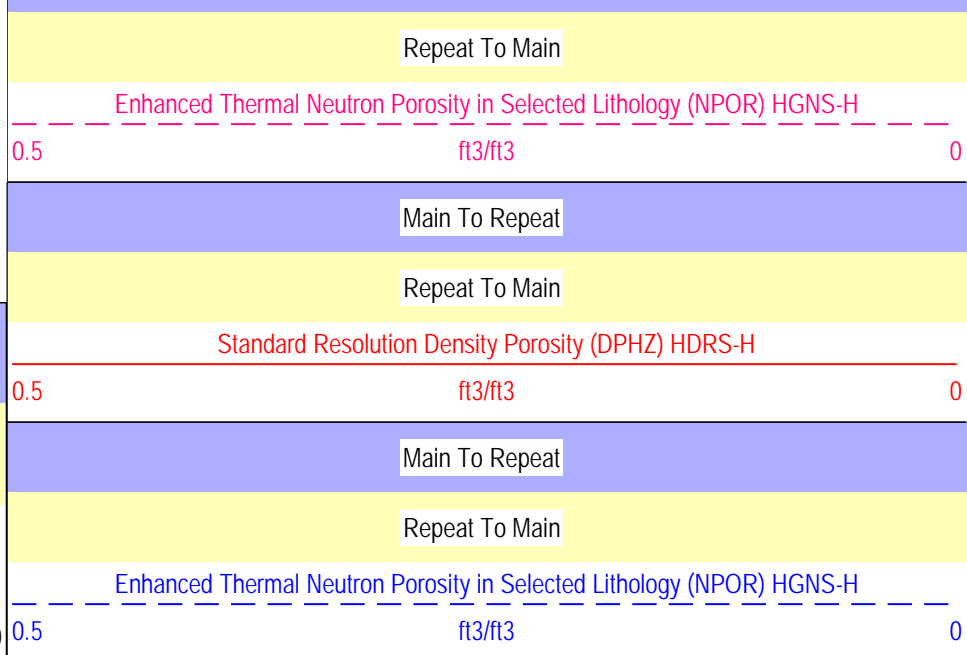 Repeat To Main
Enhanced Thermal Neutron Porosity in Selected Lithology (NPOR) HGNS-H
0.5 ft3/ft3 0
Main To Repeat
Repeat To Main
Standard Resolution Density Porosity (DPHZ) HDRS-H
0.5 ft3/ft3 0
Main To Repeat
Repeat To Main
Enhanced Thermal Neutron Porosity in Selected Lithology (NPOR) HGNS-H
0.5 ft3/ft3 0